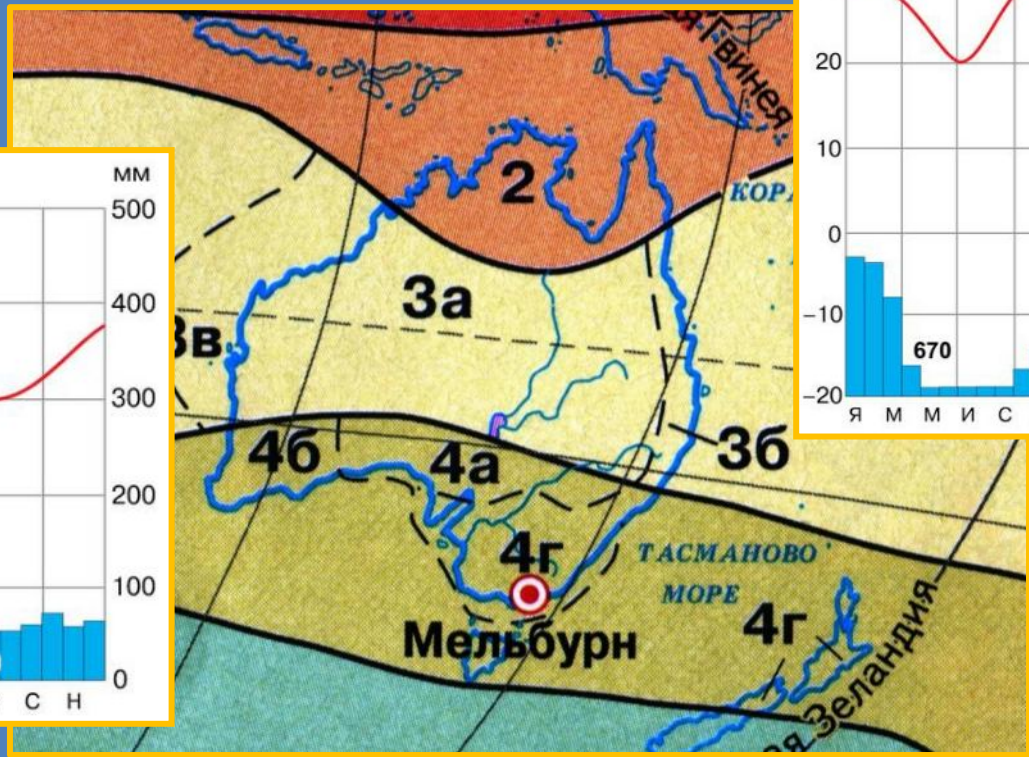 мм
500
400
300
200
100
0
С Н
20
10
0
–10
–20
670
Я М М И С
Гвинея
2
КОРА
3а
3в
3б
4б
4а
4г
ТАСМАНОВО
МОРЕ
Мельбурн
4г
ая Зеландия